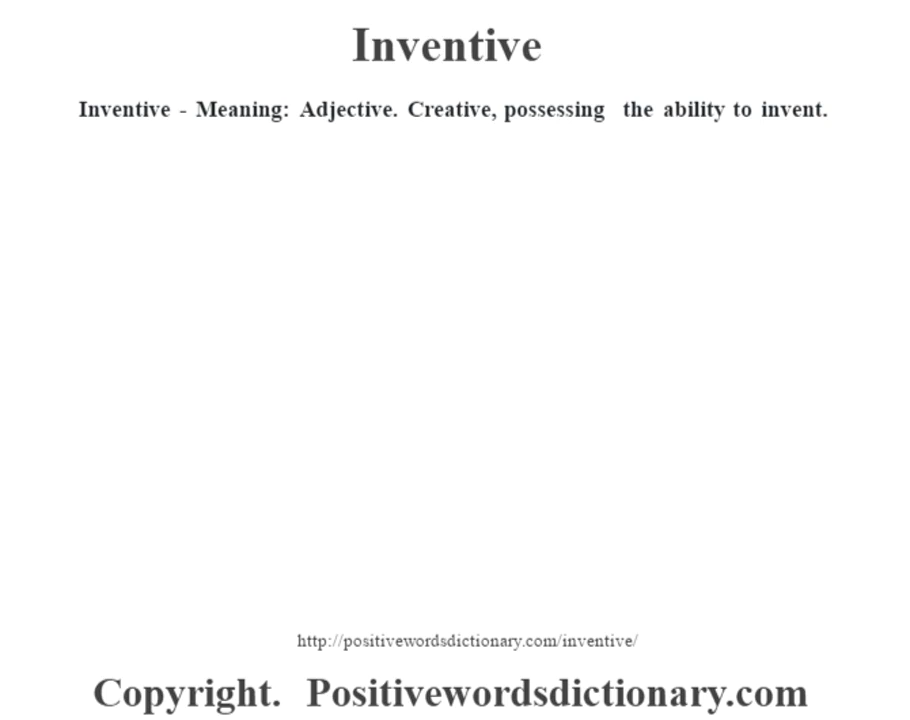 Inventive
Inventive - Meaning: Adjective. Creative, possessing the ability to invent.
http://positivewordsdictionary.com/inventive/
Copyright. Positivewordsdictionary.com